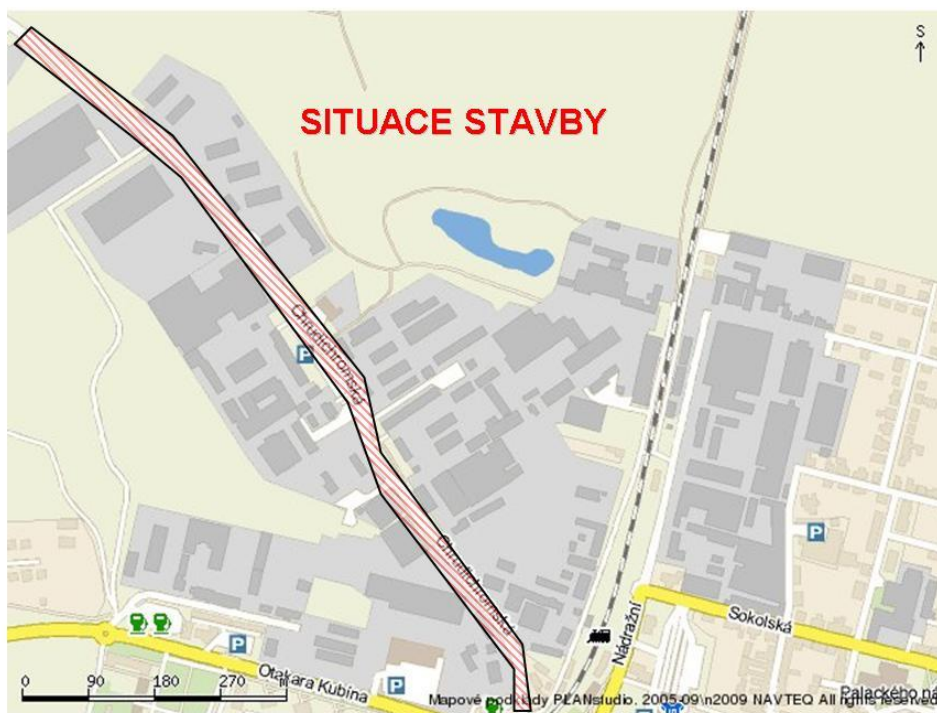 S
SITUACE STAVBY
Chrudichromská
P
Chrudichromská
P
Nádražní
Sokolská
P
Otakara Kubína
P
0 90 180 270 m
Mapové podklady PLANstudio. 2005-09\n2009 NAVTEQ All rights reserved
Palackého ná